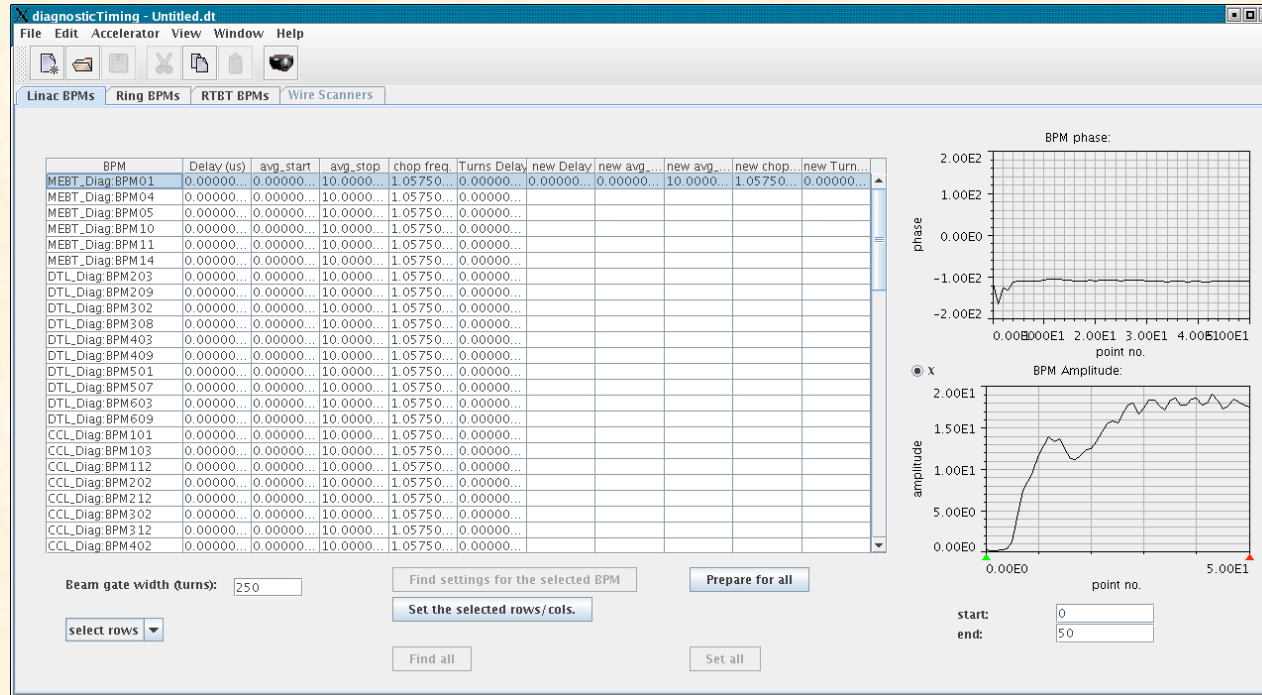 diagnosticTiming - Untitled.dt
File Edit Accelerator View Window Help
Linac BPMs Ring BPMs RTBT BPMs Wire Scanners
BPM Delay (us) avg_start avg_stop chop freq. Turns Delay new Delay new avg_... new avg_... new chop... new Turn...
MEBT_Diag:BPM01 0.00000... 0.00000... 10.0000... 1.05750... 0.00000... 0.00000... 0.00000... 10.0000... 1.05750... 0.00000...
MEBT_Diag:BPM04 0.00000... 0.00000... 10.0000... 1.05750... 0.00000...
MEBT_Diag:BPM05 0.00000... 0.00000... 10.0000... 1.05750... 0.00000...
MEBT_Diag:BPM10 0.00000... 0.00000... 10.0000... 1.05750... 0.00000...
MEBT_Diag:BPM11 0.00000... 0.00000... 10.0000... 1.05750... 0.00000...
MEBT_Diag:BPM14 0.00000... 0.00000... 10.0000... 1.05750... 0.00000...
DTL_Diag:BPM203 0.00000... 0.00000... 10.0000... 1.05750... 0.00000...
DTL_Diag:BPM209 0.00000... 0.00000... 10.0000... 1.05750... 0.00000...
DTL_Diag:BPM302 0.00000... 0.00000... 10.0000... 1.05750... 0.00000...
DTL_Diag:BPM308 0.00000... 0.00000... 10.0000... 1.05750... 0.00000...
DTL_Diag:BPM403 0.00000... 0.00000... 10.0000... 1.05750... 0.00000...
DTL_Diag:BPM409 0.00000... 0.00000... 10.0000... 1.05750... 0.00000...
DTL_Diag:BPM501 0.00000... 0.00000... 10.0000... 1.05750... 0.00000...
DTL_Diag:BPM507 0.00000... 0.00000... 10.0000... 1.05750... 0.00000...
DTL_Diag:BPM603 0.00000... 0.00000... 10.0000... 1.05750... 0.00000...
DTL_Diag:BPM609 0.00000... 0.00000... 10.0000... 1.05750... 0.00000...
CCL_Diag:BPM101 0.00000... 0.00000... 10.0000... 1.05750... 0.00000...
CCL_Diag:BPM103 0.00000... 0.00000... 10.0000... 1.05750... 0.00000...
CCL_Diag:BPM112 0.00000... 0.00000... 10.0000... 1.05750... 0.00000...
CCL_Diag:BPM202 0.00000... 0.00000... 10.0000... 1.05750... 0.00000...
CCL_Diag:BPM212 0.00000... 0.00000... 10.0000... 1.05750... 0.00000...
CCL_Diag:BPM302 0.00000... 0.00000... 10.0000... 1.05750... 0.00000...
CCL_Diag:BPM312 0.00000... 0.00000... 10.0000... 1.05750... 0.00000...
CCL_Diag:BPM402 0.00000... 0.00000... 10.0000... 1.05750... 0.00000...
Beam gate width (turns): 250
select rows
Find settings for the selected BPM
Prepare for all
Set the selected rows/cols.
Find all
Set all
BPM phase:
2.00E2
1.00E2
0.00E0
-1.00E2
-2.00E2
phase
2.00E1 3.00E1
point no.
X
BPM Amplitude:
2.00E1
1.50E1
1.00E1
5.00E0
0.00E0
amplitude
0.00E0 5.00E1
point no.
start: 0
end: 50